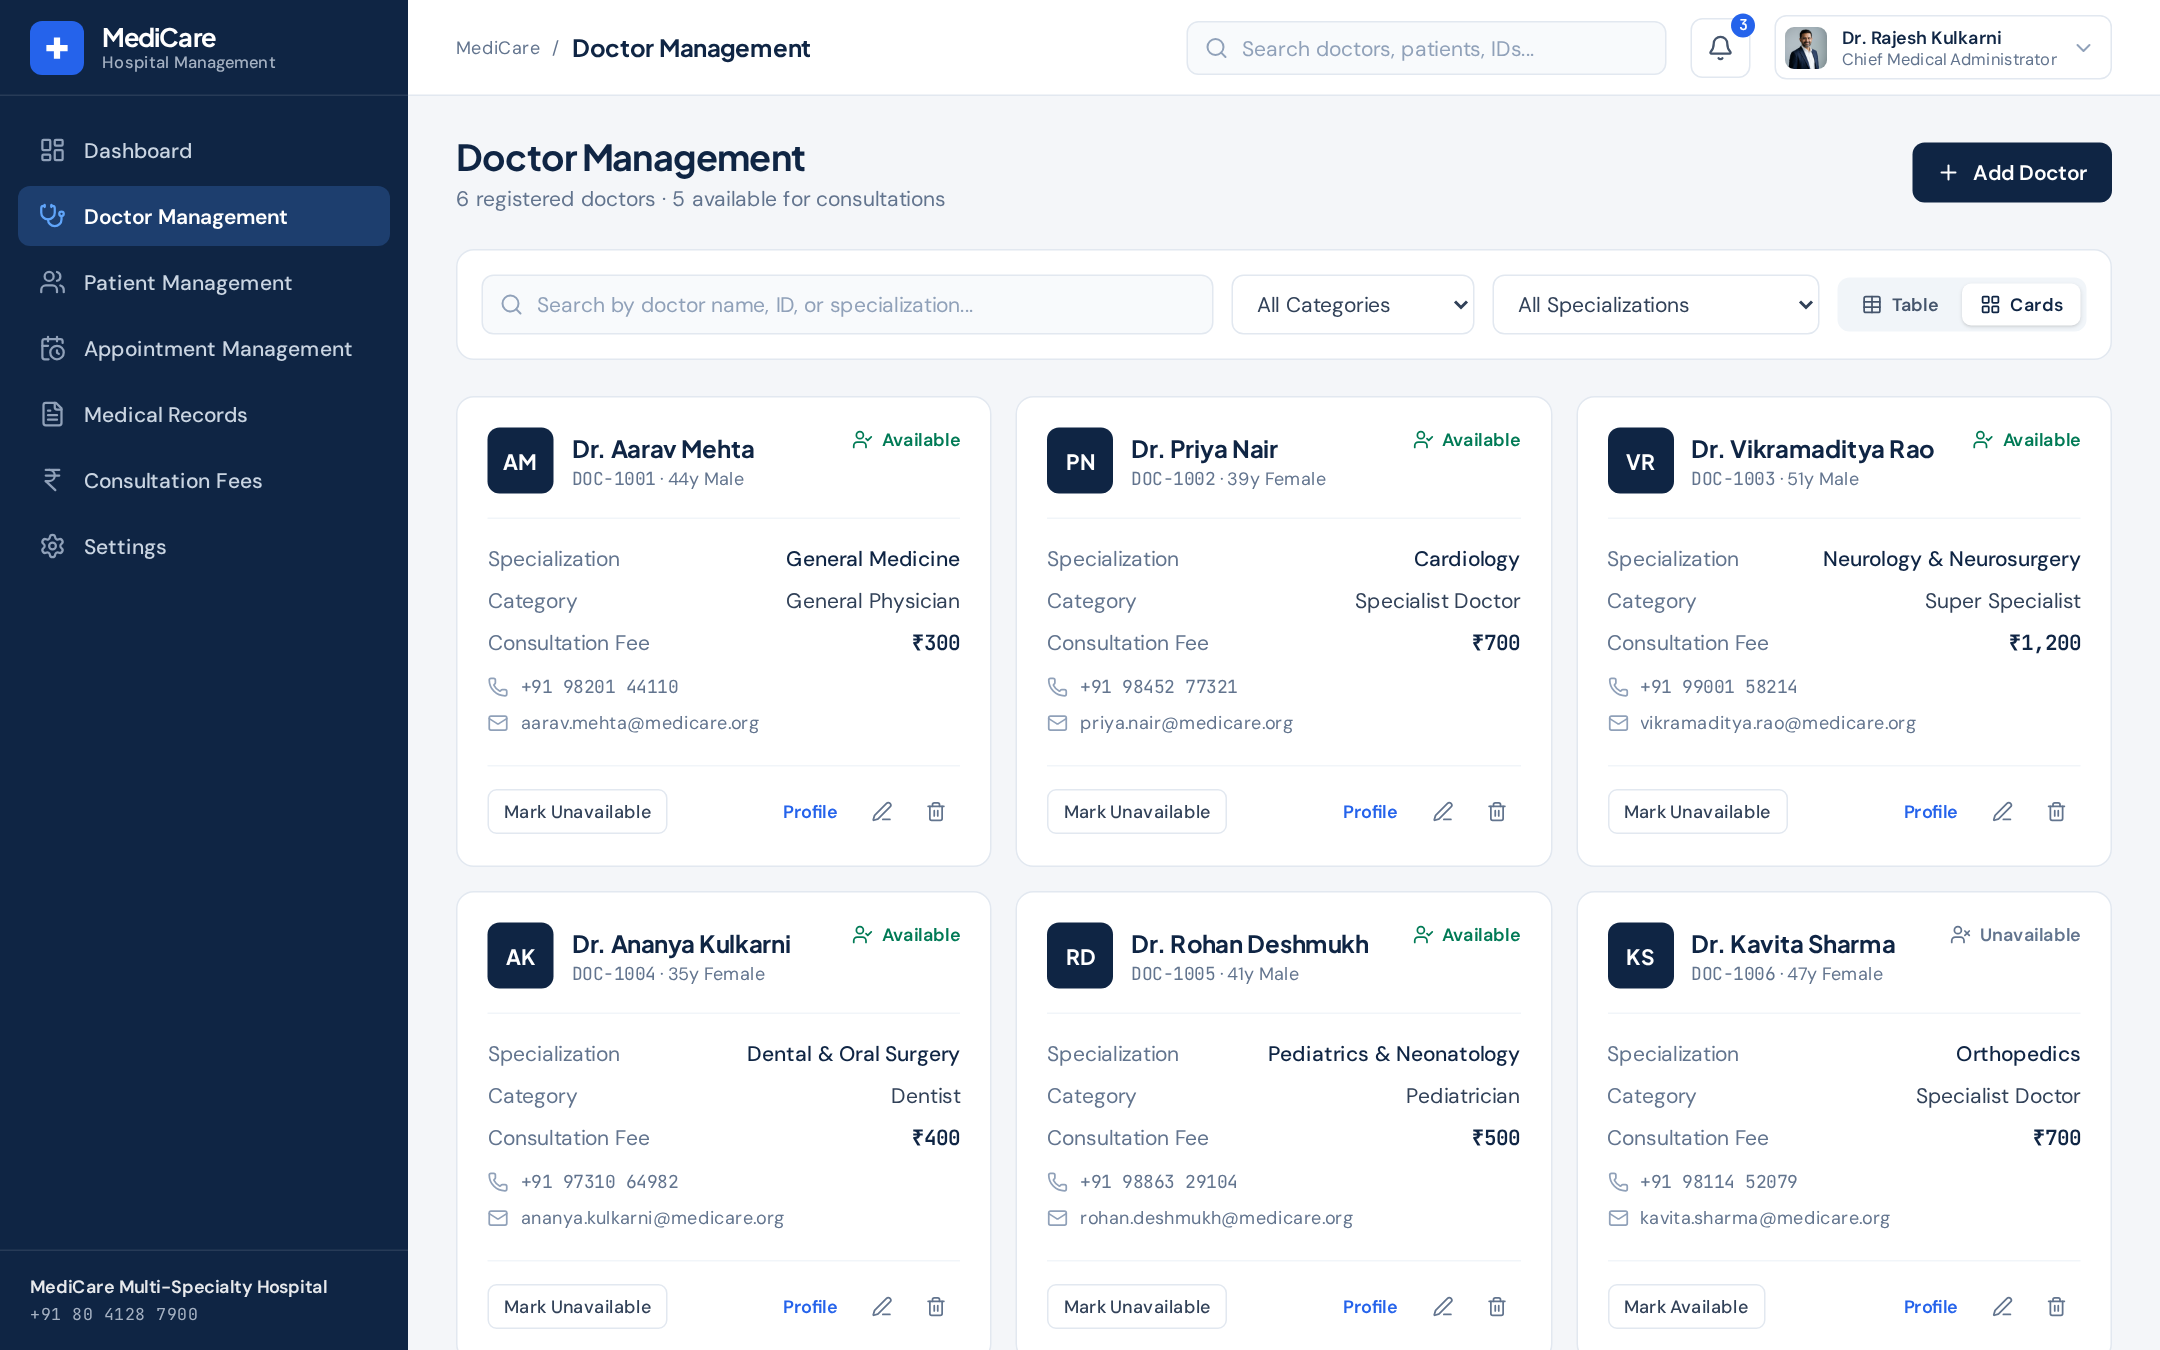 MediCare
Hospital Management
Dashboard
Doctor Management
Patient Management
Appointment Management
Medical Records
Consultation Fees
Settings
MediCare Multi-Specialty Hospital
+91 80 4128 7900
MediCare / Doctor Management
Search doctors, patients, IDs...
3
Dr. Rajesh Kulkarni
Chief Medical Administrator
Doctor Management
6 registered doctors · 5 available for consultations
Add Doctor
Search by doctor name, ID, or specialization...
All Categories
All Specializations
Table
Cards
AM
Dr. Aarav Mehta
DOC-1001 · 44y Male
Available
Specialization General Medicine
Category General Physician
Consultation Fee ₹300
+91 98201 44110
aarav.mehta@medicare.org
Mark Unavailable
Profile
PN
Dr. Priya Nair
DOC-1002 · 39y Female
Available
Specialization Cardiology
Category Specialist Doctor
Consultation Fee ₹700
+91 98452 77321
priya.nair@medicare.org
Mark Unavailable
Profile
VR
Dr. Vikramaditya Rao
DOC-1003 · 51y Male
Available
Specialization Neurology & Neurosurgery
Category Super Specialist
Consultation Fee ₹1,200
+91 99001 58214
vikramaditya.rao@medicare.org
Mark Unavailable
Profile
AK
Dr. Ananya Kulkarni
DOC-1004 · 35y Female
Available
Specialization Dental & Oral Surgery
Category Dentist
Consultation Fee ₹400
+91 97310 64982
ananya.kulkarni@medicare.org
Mark Unavailable
Profile
RD
Dr. Rohan Deshmukh
DOC-1005 · 41y Male
Available
Specialization Pediatrics & Neonatology
Category Pediatrician
Consultation Fee ₹500
+91 98863 29104
rohan.deshmukh@medicare.org
Mark Unavailable
Profile
KS
Dr. Kavita Sharma
DOC-1006 · 47y Female
Unavailable
Specialization Orthopedics
Category Specialist Doctor
Consultation Fee ₹700
+91 98114 52079
kavita.sharma@medicare.org
Mark Available
Profile